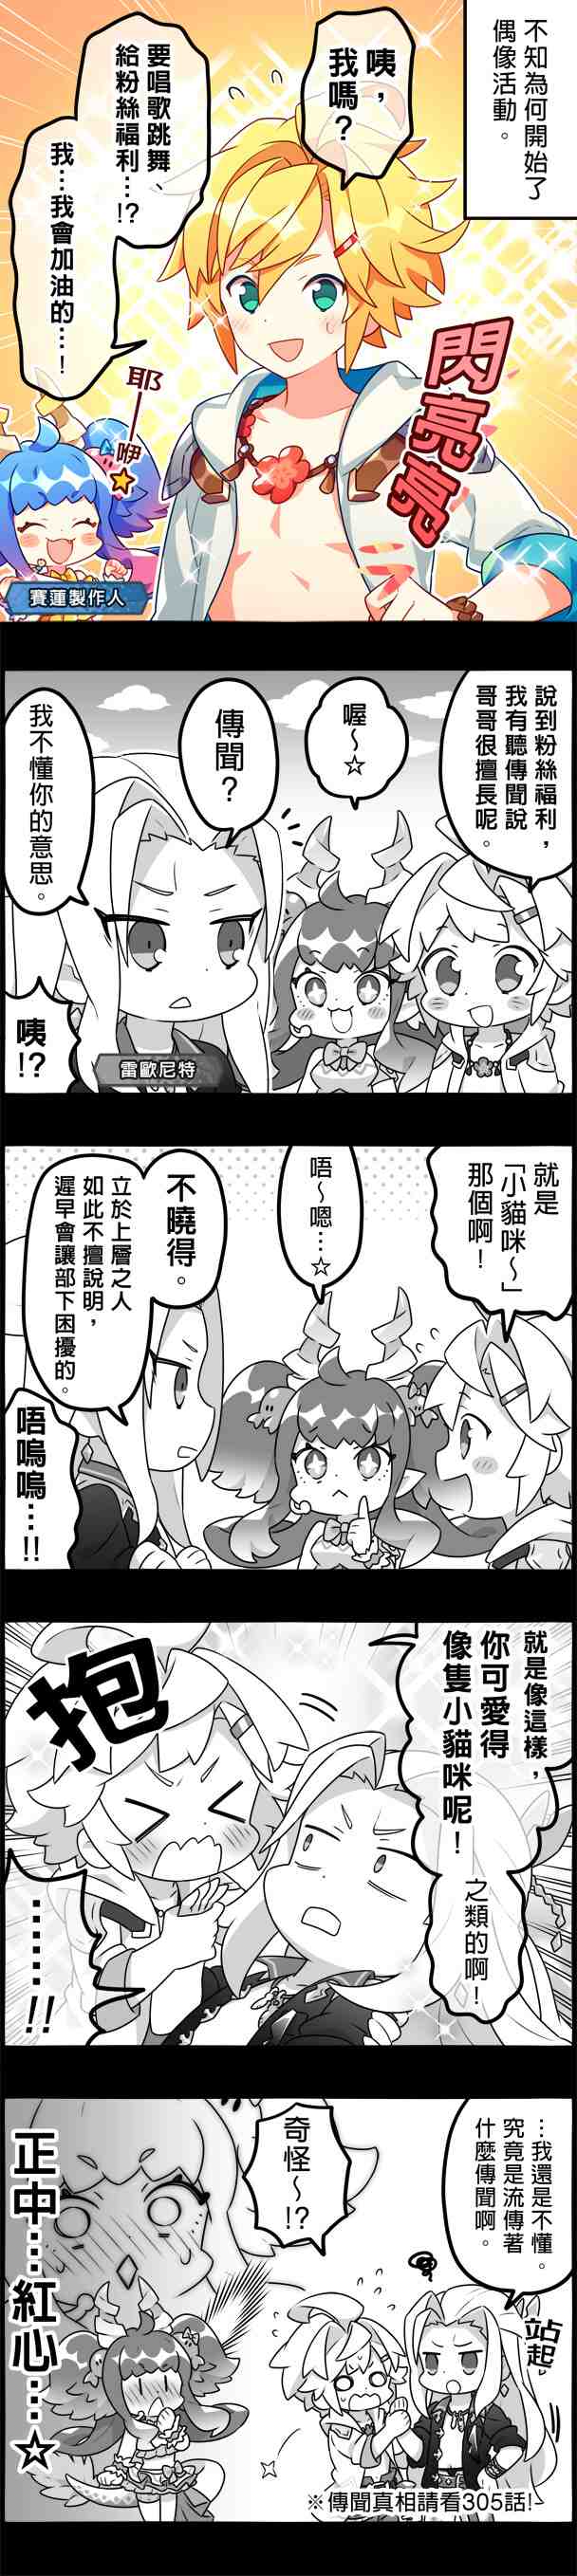 不知為何開始了
偶像活動。
咦，
我嗎？
要唱歌跳舞
給粉絲福利…!?
我…我會加油的…！
閃亮亮
耶——咿☆
賽蓮製作人
說到粉絲福利，
我有聽傳聞說
哥哥很擅長呢。
喔～☆
傳聞？
我不懂你的意思。
咦!?
雷歐尼特
就是
「小貓咪～」
那個啊！
唔～嗯…☆
不曉得。
立於上層之人
如此不擅說明，
遲早會讓部下困擾的。
唔嗚嗚…!!
就是像這樣，
你可愛得
像隻小貓咪呢！
之類的啊！
抱
……!!
…我還是不懂。
究竟是流傳著
什麼傳聞啊。
奇怪～!?
站起。
正中…紅心…☆
※傳聞真相請看305話!